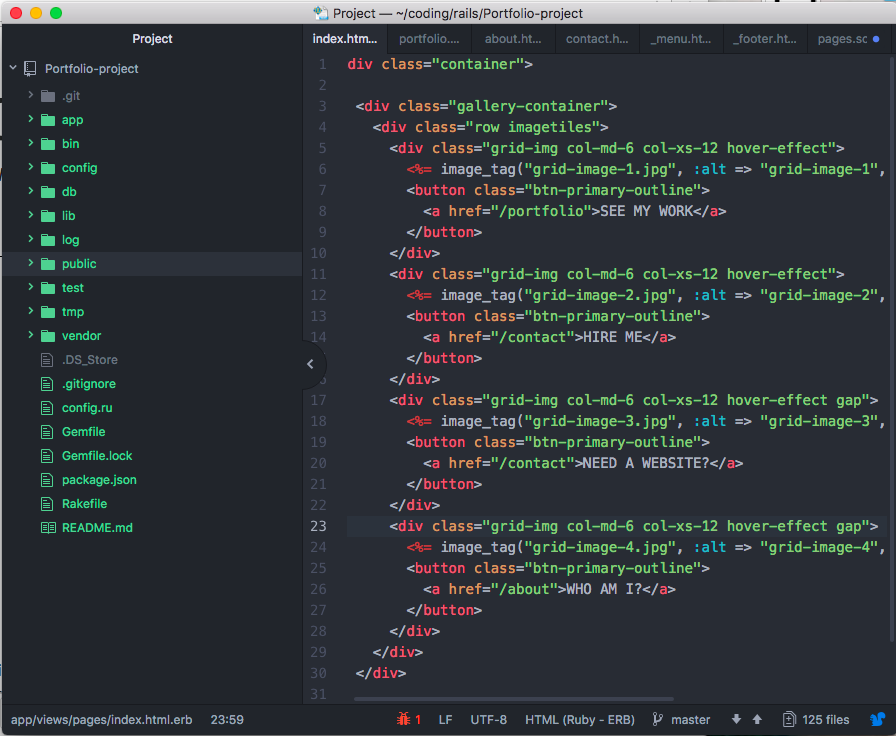 Project — ~/coding/rails/Portfolio-project
Project
Portfolio-project
.git
app
bin
config
db
lib
log
public
test
tmp
vendor
.DS_Store
.gitignore
config.ru
Gemfile
Gemfile.lock
package.json
Rakefile
README.md
index.htm... portfolio.... about.ht... contact.h... _menu.ht... _footer.ht... pages.sc
1 div class="container">
2
3 <div class="gallery-container">
4 <div class="row imagetiles">
5 <div class="grid-img col-md-6 col-xs-12 hover-effect">
6 <%= image_tag("grid-image-1.jpg", :alt => "grid-image-1",
7 <button class="btn-primary-outline">
8 <a href="/portfolio">SEE MY WORK</a>
9 </button>
10 </div>
11 <div class="grid-img col-md-6 col-xs-12 hover-effect">
12 <%= image_tag("grid-image-2.jpg", :alt => "grid-image-2",
13 <button class="btn-primary-outline">
14 <a href="/contact">HIRE ME</a>
</button>
</div>
17 <div class="grid-img col-md-6 col-xs-12 hover-effect gap">
18 <%= image_tag("grid-image-3.jpg", :alt => "grid-image-3",
19 <button class="btn-primary-outline">
20 <a href="/contact">NEED A WEBSITE?</a>
21 </button>
22 </div>
23 <div class="grid-img col-md-6 col-xs-12 hover-effect gap">
24 <%= image_tag("grid-image-4.jpg", :alt => "grid-image-4",
25 <button class="btn-primary-outline">
26 <a href="/about">WHO AM I?</a>
27 </button>
28 </div>
29 </div>
30 </div>
31
app/views/pages/index.html.erb 23:59 1 LF UTF-8 HTML (Ruby - ERB) master 125 files